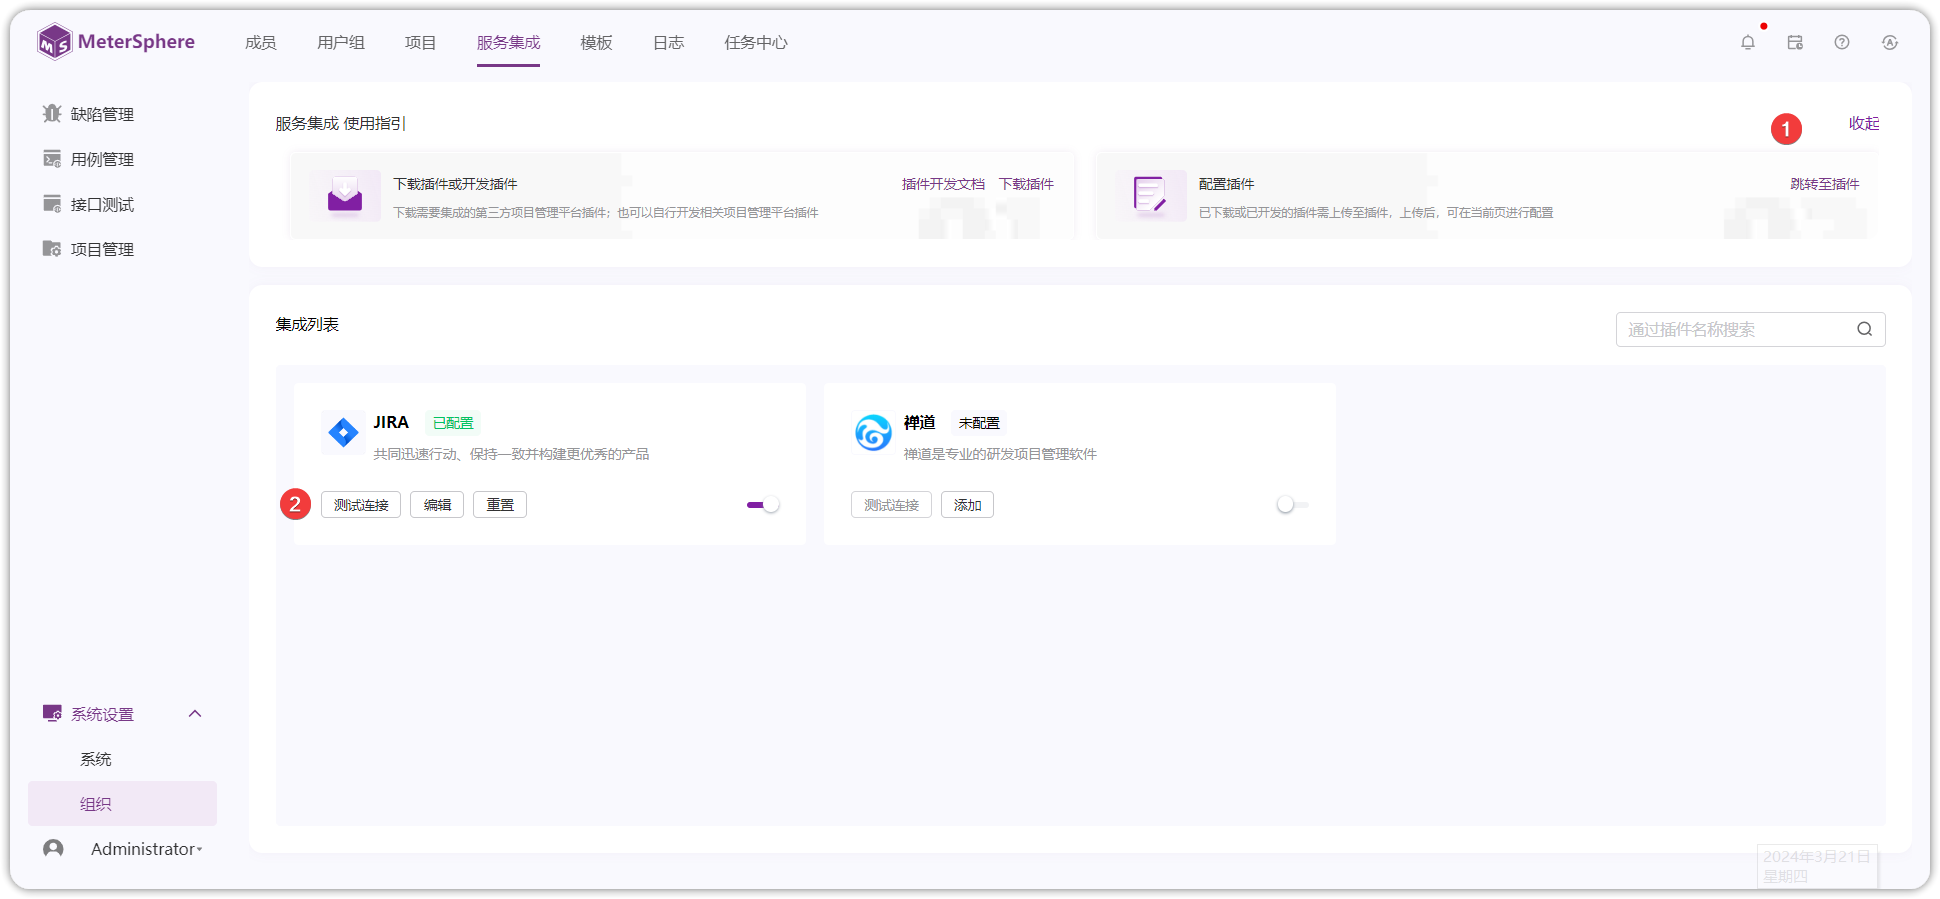 MeterSphere
成员 用户组 项目 服务集成 模板 日志 任务中心
缺陷管理
用例管理
接口测试
项目管理
服务集成 使用指引
1
收起
下载插件或开发插件
插件开发文档 下载插件
下载需要集成的第三方项目管理平台插件；也可以自行开发相关项目管理平台插件
配置插件
跳转至插件
已下载或已开发的插件需上传至插件，上传后，可在当前页进行配置
集成列表
通过插件名称搜索
JIRA 已配置
共同迅速行动、保持一致并构建更优秀的产品
2
测试连接 编辑 重置
禅道 未配置
禅道是专业的研发项目管理软件
测试连接 添加
系统设置
系统
组织
Administrator
2024年3月21日
星期四